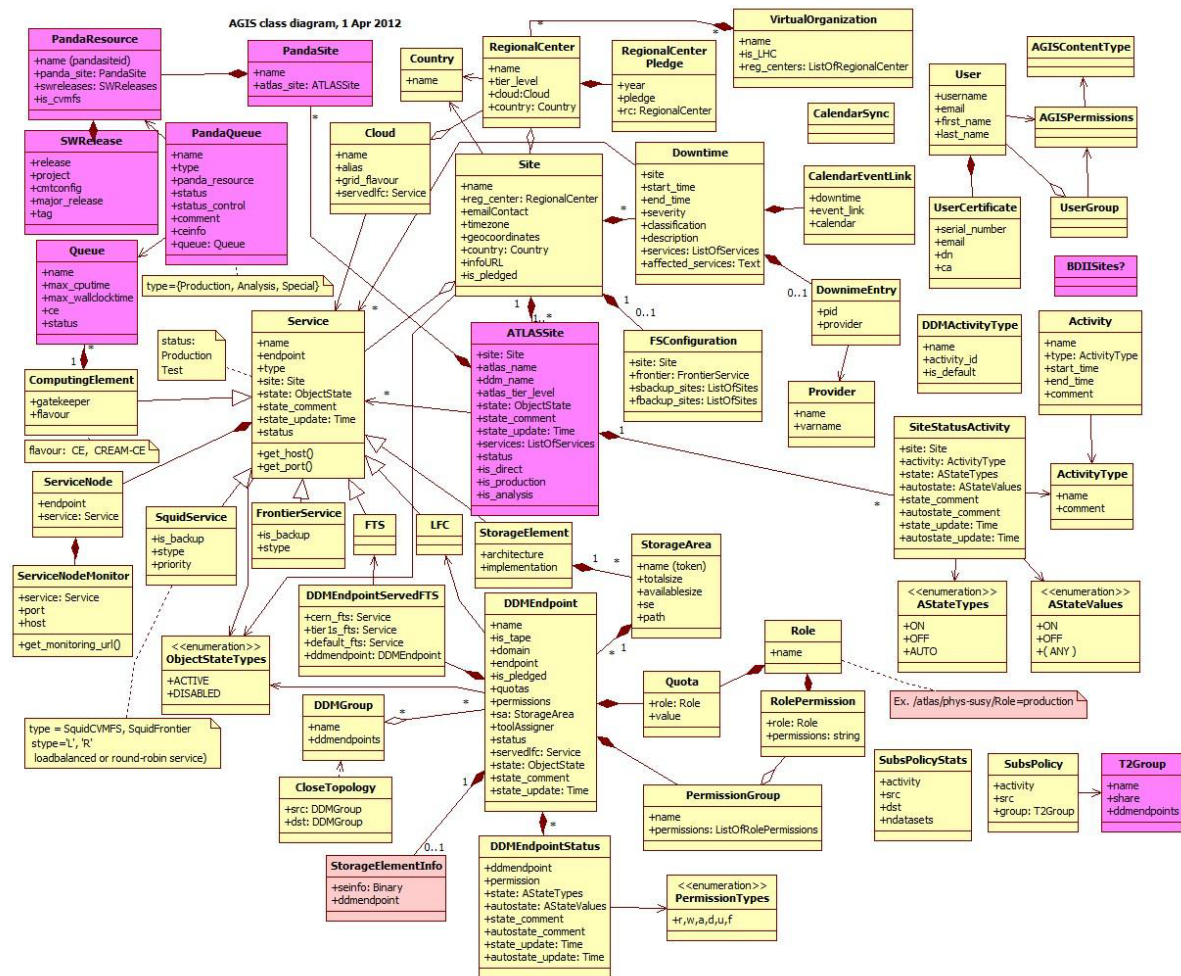 AGIS class diagram, 1 Apr 2012
PandaResource
+name (pandasiteid)
+panda_site: PandaSite
+swreleases: SWReleases
+is_cvmfs
PandaSite
+name
+atlas_site: ATLASSite
*
SWRelease
+release
+project
+cmtconfig
+major_release
+tag
PandaQueue
+name
+type
+panda_resource
+status
+status_control
+comment
+ceinfo
+queue: Queue
type={Production, Analysis, Special}
Queue
+name
+max_cputime
+max_wallclocktime
+ce
+status
*
1
ComputingElement
+gatekeeper
+flavour
flavour: CE, CREAM-CE
Country
+name
RegionalCenter
+name
+tier_level
+cloud:Cloud
+country: Country
*
RegionalCenter
Pledge
+year
+pledge
+rc: RegionalCenter
VirtualOrganization
+name
+is_LHC
+reg_centers: ListOfRegionalCenter
CalendarSync
User
+username
+email
+first_name
+last_name
AGISContentType
AGISPermissions
UserCertificate
+serial_number
+email
+dn
+ca
UserGroup
BDIISites?
Cloud
+name
+alias
+grid_flavour
+servedlfc: Service
Site
+name
+reg_center: RegionalCenter
+emailContact
+timezone
+geocoordinates
+country: Country
+infoURL
+is_pledged
*
Downtime
+site
+start_time
+end_time
+severity
+classification
+description
+services: ListOfServices
+affected_services: Text
CalendarEventLink
+downtime
+event_link
+calendar
0..1
DownimeEntry
+pid
+provider
Provider
+name
+varname
DDMActivityType
+name
+activity_id
+is_default
Activity
+name
+type: ActivityType
+start_time
+end_time
+comment
status:
Production
Test
Service
+name
+endpoint
+type
+site: Site
+state: ObjectState
+state_comment
+state_update: Time
+status
+get_host()
+get_port()
*
*
1
1..*
1
0..1
ATLASSite
+site: Site
+atlas_name
+ddm_name
+atlas_tier_level
+state: ObjectState
+state_comment
+state_update: Time
+services: ListOfServices
+status
+is_direct
+is_production
+is_analysis
1
*
FSConfiguration
+site: Site
+frontier: FrontierService
+sbackup_sites: ListOfSites
+fbackup_sites: ListOfSites
SiteStatusActivity
+site: Site
+activity: ActivityType
+state: AStateTypes
+autostate: AStateValues
+state_comment
+autostate_comment
+state_update: Time
+autostate_update: Time
ActivityType
+name
+comment
<<enumeration>>
AStateTypes
+ON
+OFF
+AUTO
<<enumeration>>
AStateValues
+ON
+OFF
+( ANY )
ServiceNode
+endpoint
+service: Service
ServiceNodeMonitor
+service: Service
+port
+host
+get_monitoring_url()
SquidService
+is_backup
+stype
+priority
FrontierService
+is_backup
+stype
FTS
LFC
StorageElement
+architecture
+implementation
1
*
StorageArea
+name (token)
+totalsize
+availablesize
+se
+path
1
*
<<enumeration>>
ObjectStateTypes
+ACTIVE
+DISABLED
type = SquidCVMFS, SquidFrontier
stype='L', 'R'
loadbalanced or round-robin service)
DDMEndpointServedFTS
+cern_fts: Service
+tier1s_fts: Service
+default_fts: Service
+ddmendpoint: DDMEndpoint
DDMGroup
+name
+ddmendpoints
*
*
CloseTopology
+src: DDMGroup
+dst: DDMGroup
DDMEndpoint
+name
+is_tape
+domain
+endpoint
+is_pledged
+quotas
+permissions
+sa: StorageArea
+toolAssigner
+status
+servedlfc: Service
+state: ObjectState
+state_comment
+state_update: Time
1
0..1
*
StorageElementInfo
+seinfo: Binary
+ddmendpoint
DDMEndpointStatus
+ddmendpoint
+permission
+state: AStateTypes
+autostate: AStateValues
+state_comment
+autostate_comment
+state_update: Time
+autostate_update: Time
<<enumeration>>
PermissionTypes
+r,w,a,d,u,f
Quota
+role: Role
+value
Role
+name
Ex. /atlas/phys-susy/Role=production
RolePermission
+role: Role
+permissions: string
PermissionGroup
+name
+permissions: ListOfRolePermissions
SubsPolicyStats
+activity
+src
+dst
+ndatasets
SubsPolicy
+activity
+src
+group: T2Group
T2Group
+name
+share
+ddmendpoints